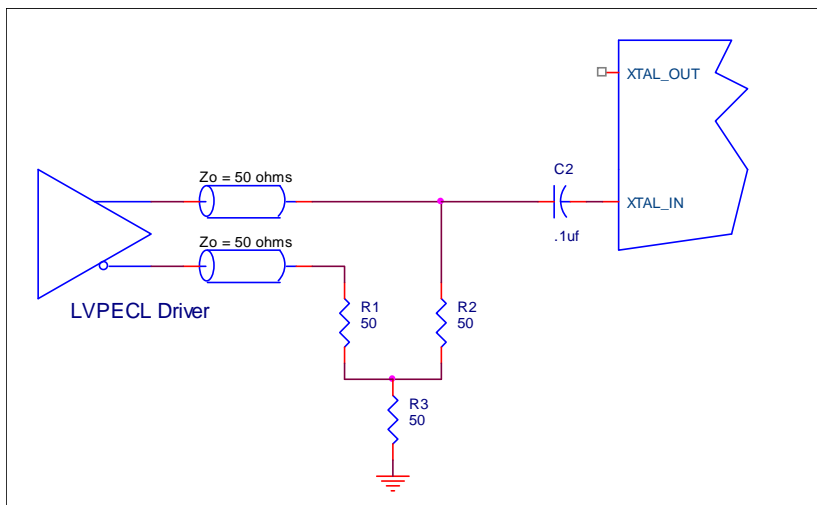 XTAL_OUT
Zo = 50 ohms
C2
XTAL_IN
.1uf
Zo = 50 ohms
LVPECL Driver
R1
50
R2
50
R3
50